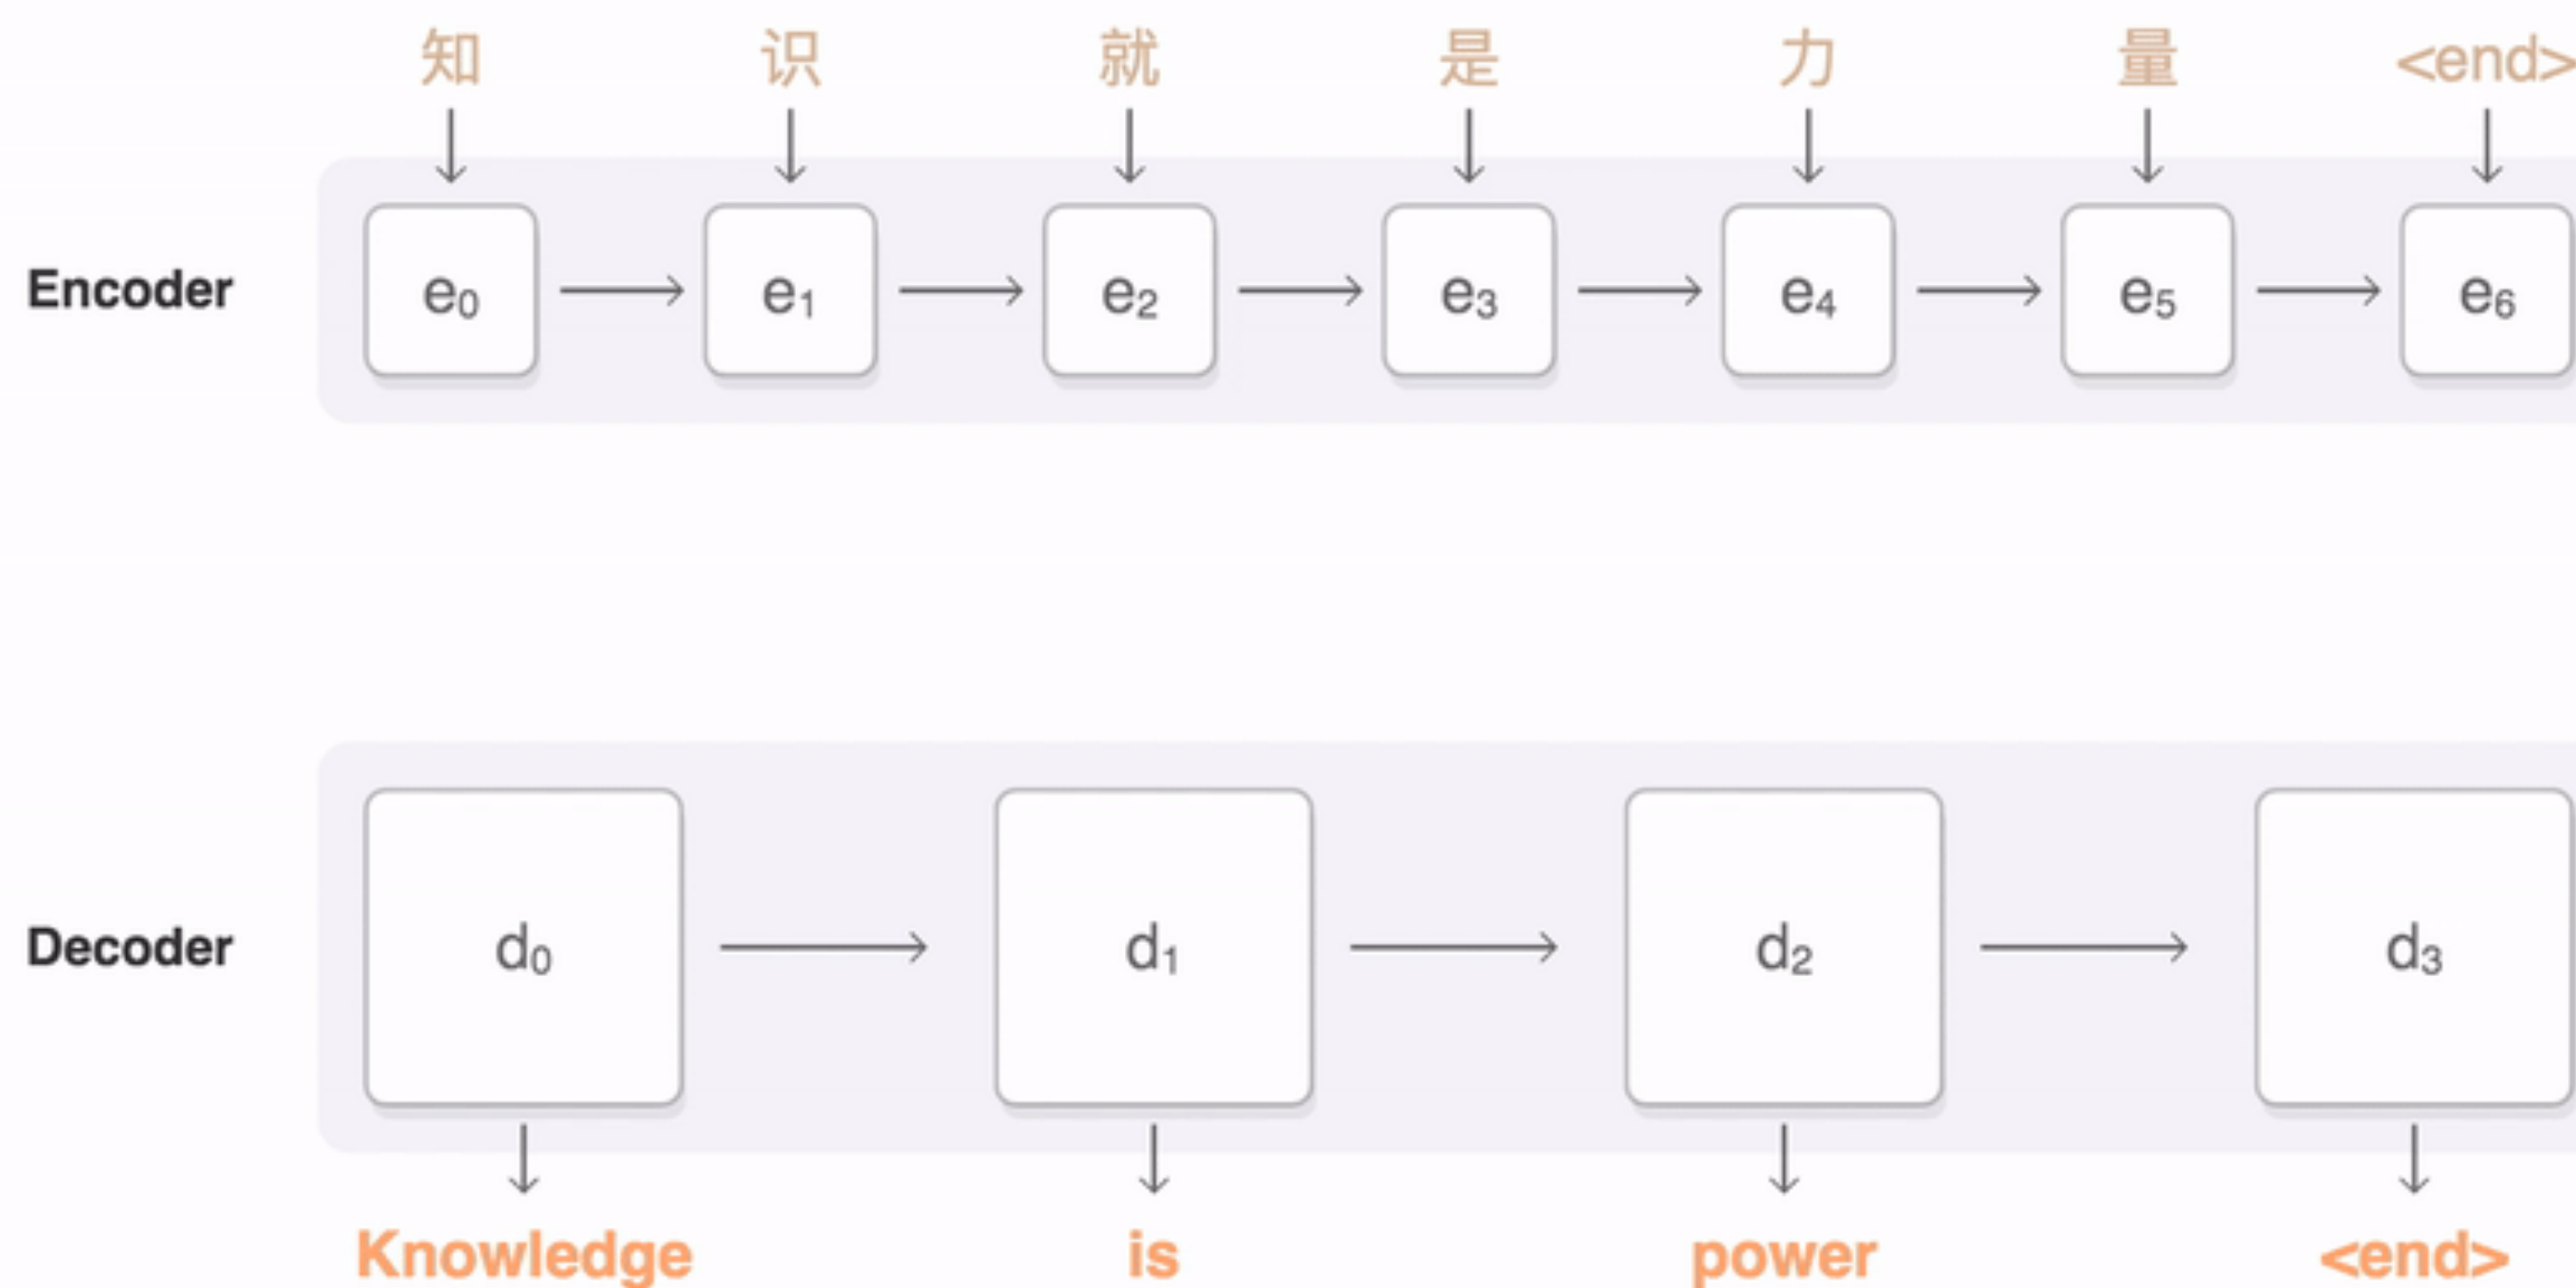 知 识 就 是 力 量 <end>
Encoder e₀ e₁ e₂ e₃ e₄ e₅ e₆
Decoder d₀ d₁ d₂ d₃
Knowledge is power <end>